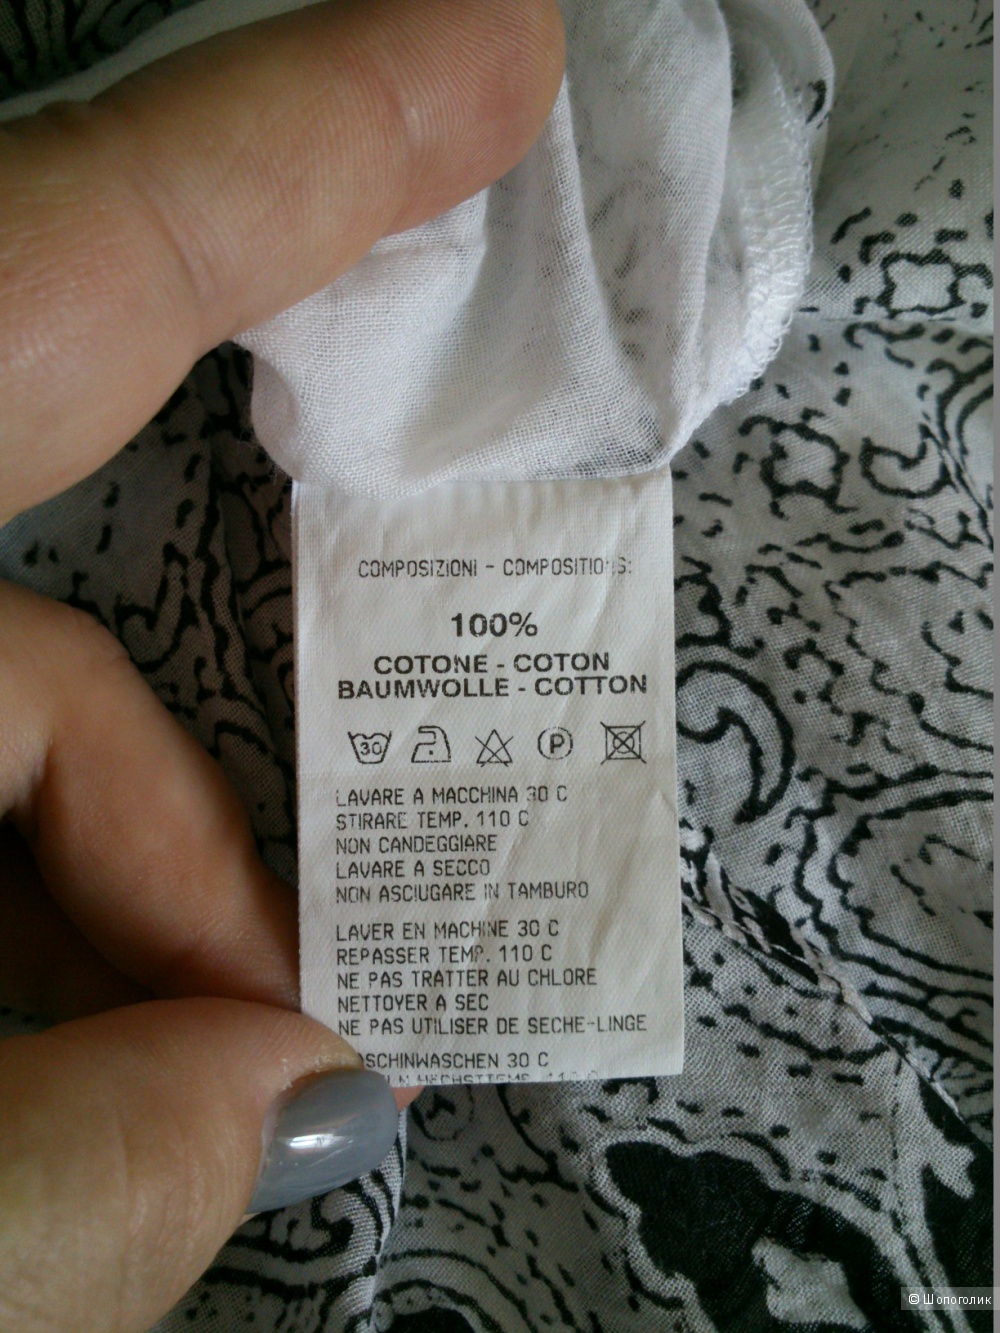 COMPOSIZIONI - COMPOSITIONS:
100%
COTONE - COTON
BAUMWOLLE - COTTON
30 P
LAVARE A MACCHINA 30 C
STIRARE TEMP. 110 C
NON CANDEGGIARE
LAVARE A SECCO
NON ASCIUGARE IN TAMBURO
LAVER EN MACHINE 30 C
REPASSER TEMP. 110 C
NE PAS TRATTER AU CHLORE
NETTOYER A SEC
NE PAS UTILISER DE SECHE-LINGE
SCHINWASCHEN 30 C
© Шопоголик